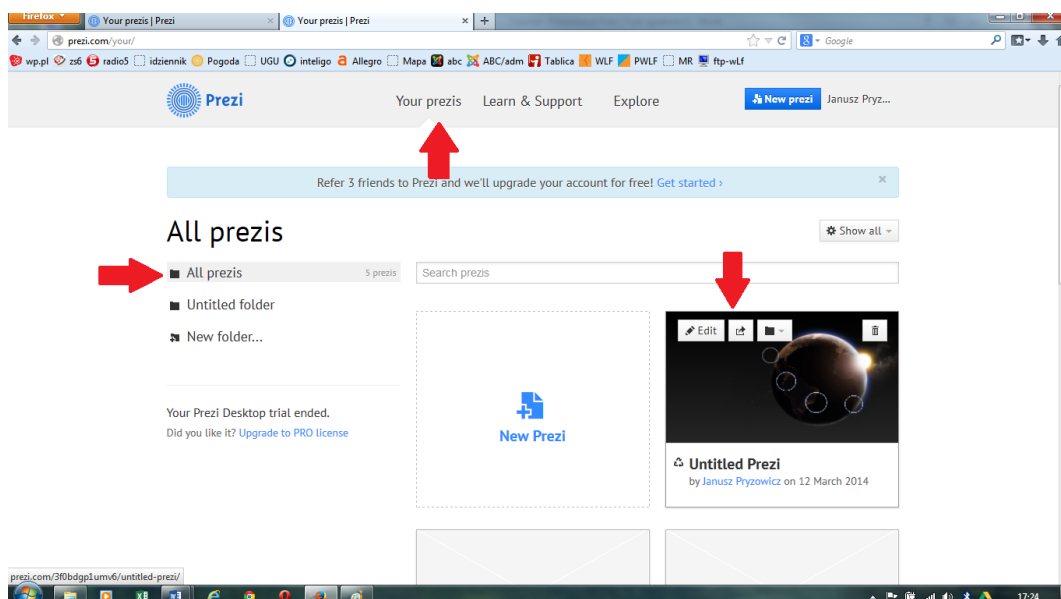 Firefox
Your prezis | Prezi
Your prezis | Prezi
prezi.com/your/
Google
wp.pl zs6 radio5 idziennik Pogoda UGU inteligo Allegro Mapa abc ABC/adm Tablica WLF PWLF MR ftp-wLf
Prezi
Your prezis Learn & Support Explore
New prezi Janusz Pryz...
Refer 3 friends to Prezi and we'll upgrade your account for free! Get started ›
All prezis
Show all
All prezis 5 prezis
Search prezis
Untitled folder
New folder...
Edit
Your Prezi Desktop trial ended.
Did you like it? Upgrade to PRO license
New Prezi
Untitled Prezi
by Janusz Pryzowicz on 12 March 2014
prezi.com/3f0bdgp1umv6/untitled-prezi/
17:24